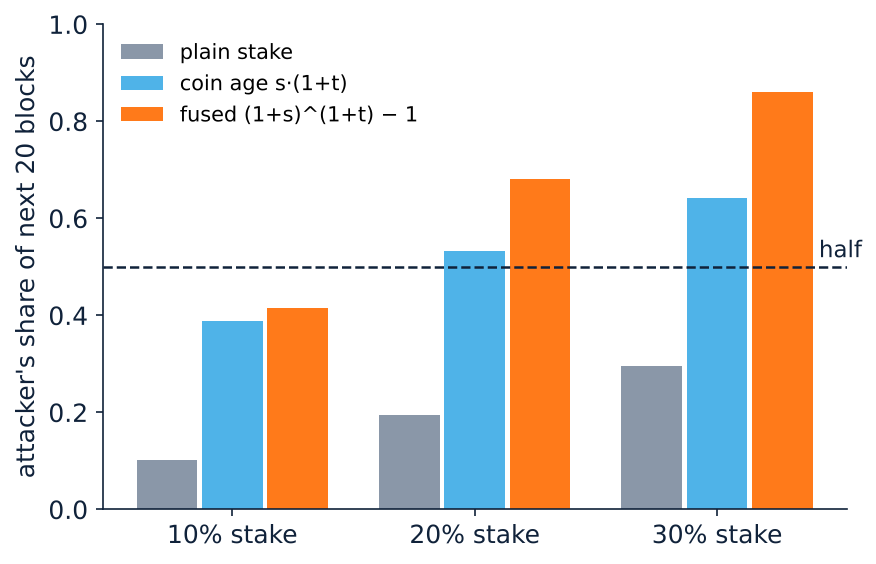 attacker's share of next 20 blocks
1.0
0.8
0.6
0.4
0.2
0.0
plain stake
coin age s·(1+t)
fused (1+s)^(1+t) − 1
half
10% stake
20% stake
30% stake